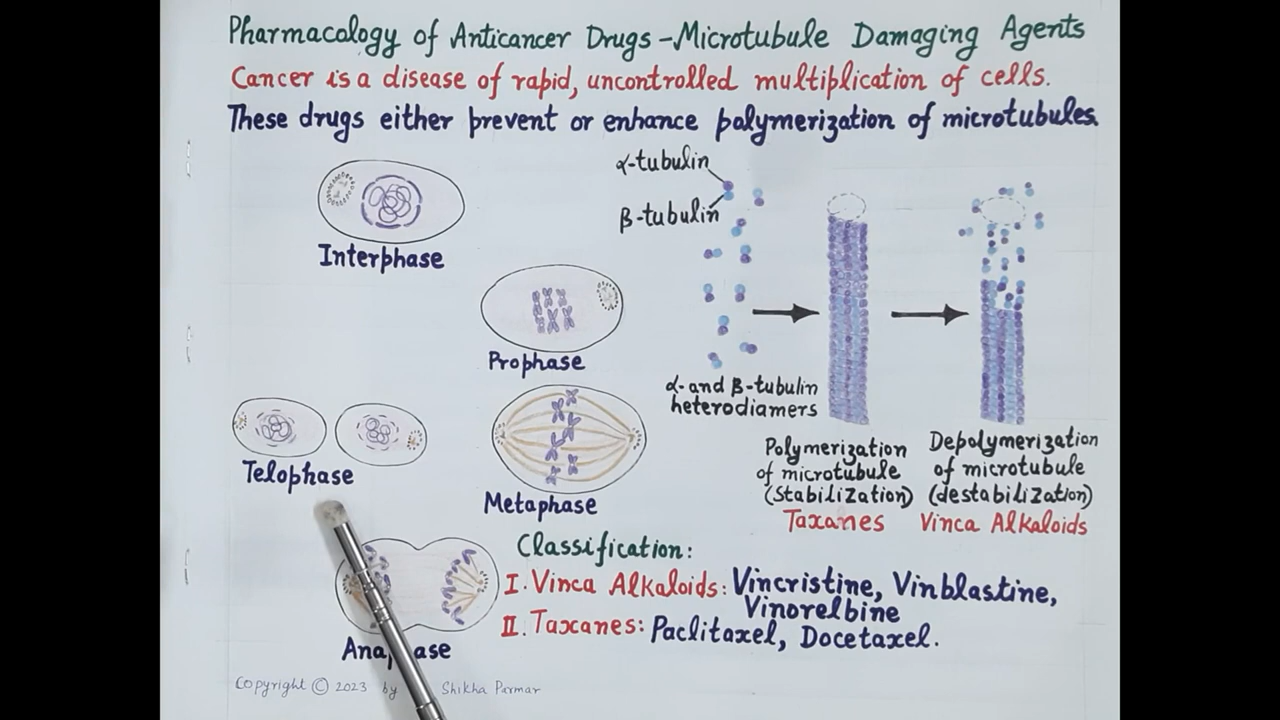 Pharmacology of Anticancer Drugs-Microtubule Damaging Agents
Cancer is a disease of rapid, uncontrolled multiplication of cells.
These drugs either prevent or enhance polymerization of microtubules.
Interphase
Prophase
Metaphase
Telophase
α-tubulin
β-tubulin
α-and β-tubulin
heterodiamers
Polymerization
of microtubule
(Stabilization)
Taxanes
Depolymerization
of microtubule
(destabilization)
Vinca Alkaloids
Classification:
I. Vinca Alkaloids: Vincristine, Vinblastine,
Vinorelbine
II. Taxanes: Paclitaxel, Docetaxel.
Copyright © 2023 by Shikha Parmar